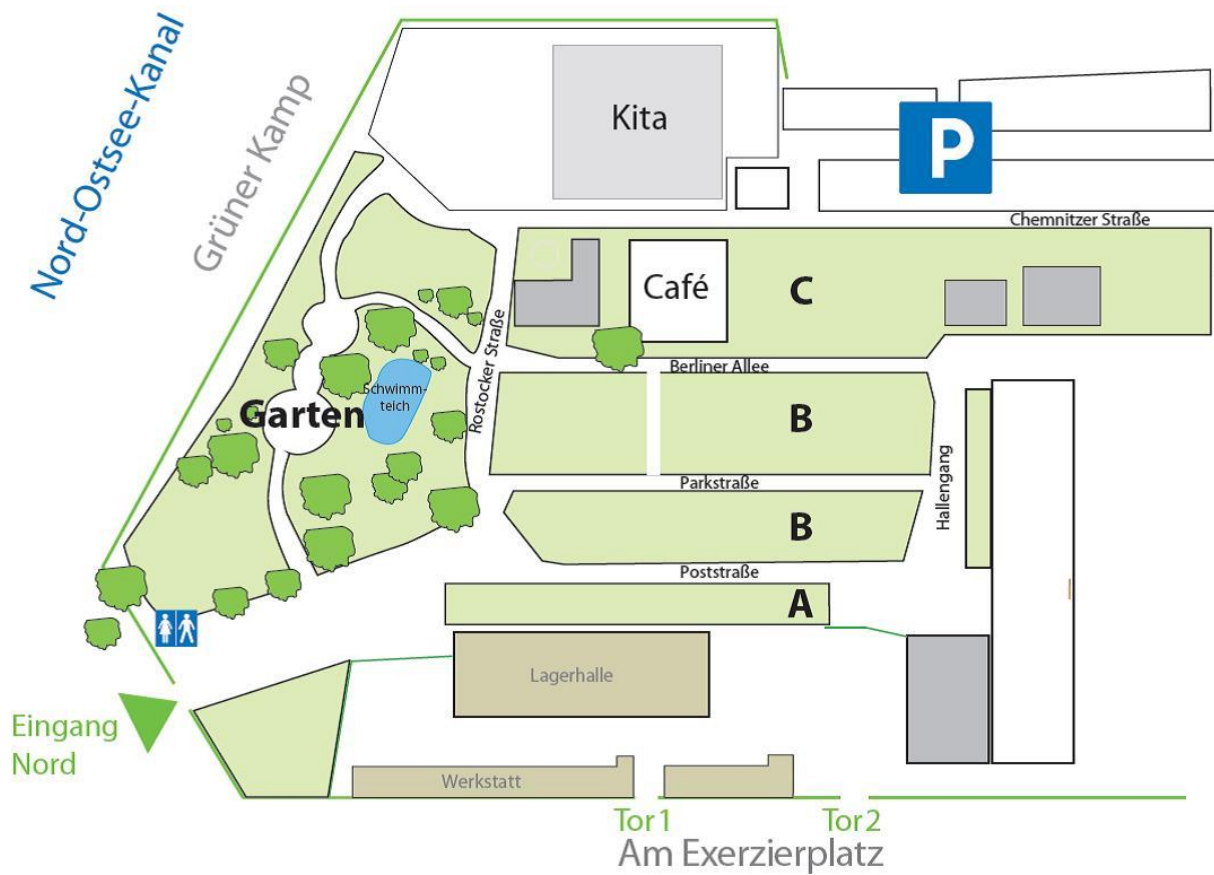 Nord-Ostsee-Kanal
Grüner Kamp
Kita
P
Chemnitzer Straße
Café
C
Rostocker Straße
Berliner Allee
Schwimm-
teich
Garten
B
Hallengang
Parkstraße
B
Poststraße
A
Lagerhalle
Eingang
Nord
Werkstatt
Tor 1
Tor 2
Am Exerzierplatz